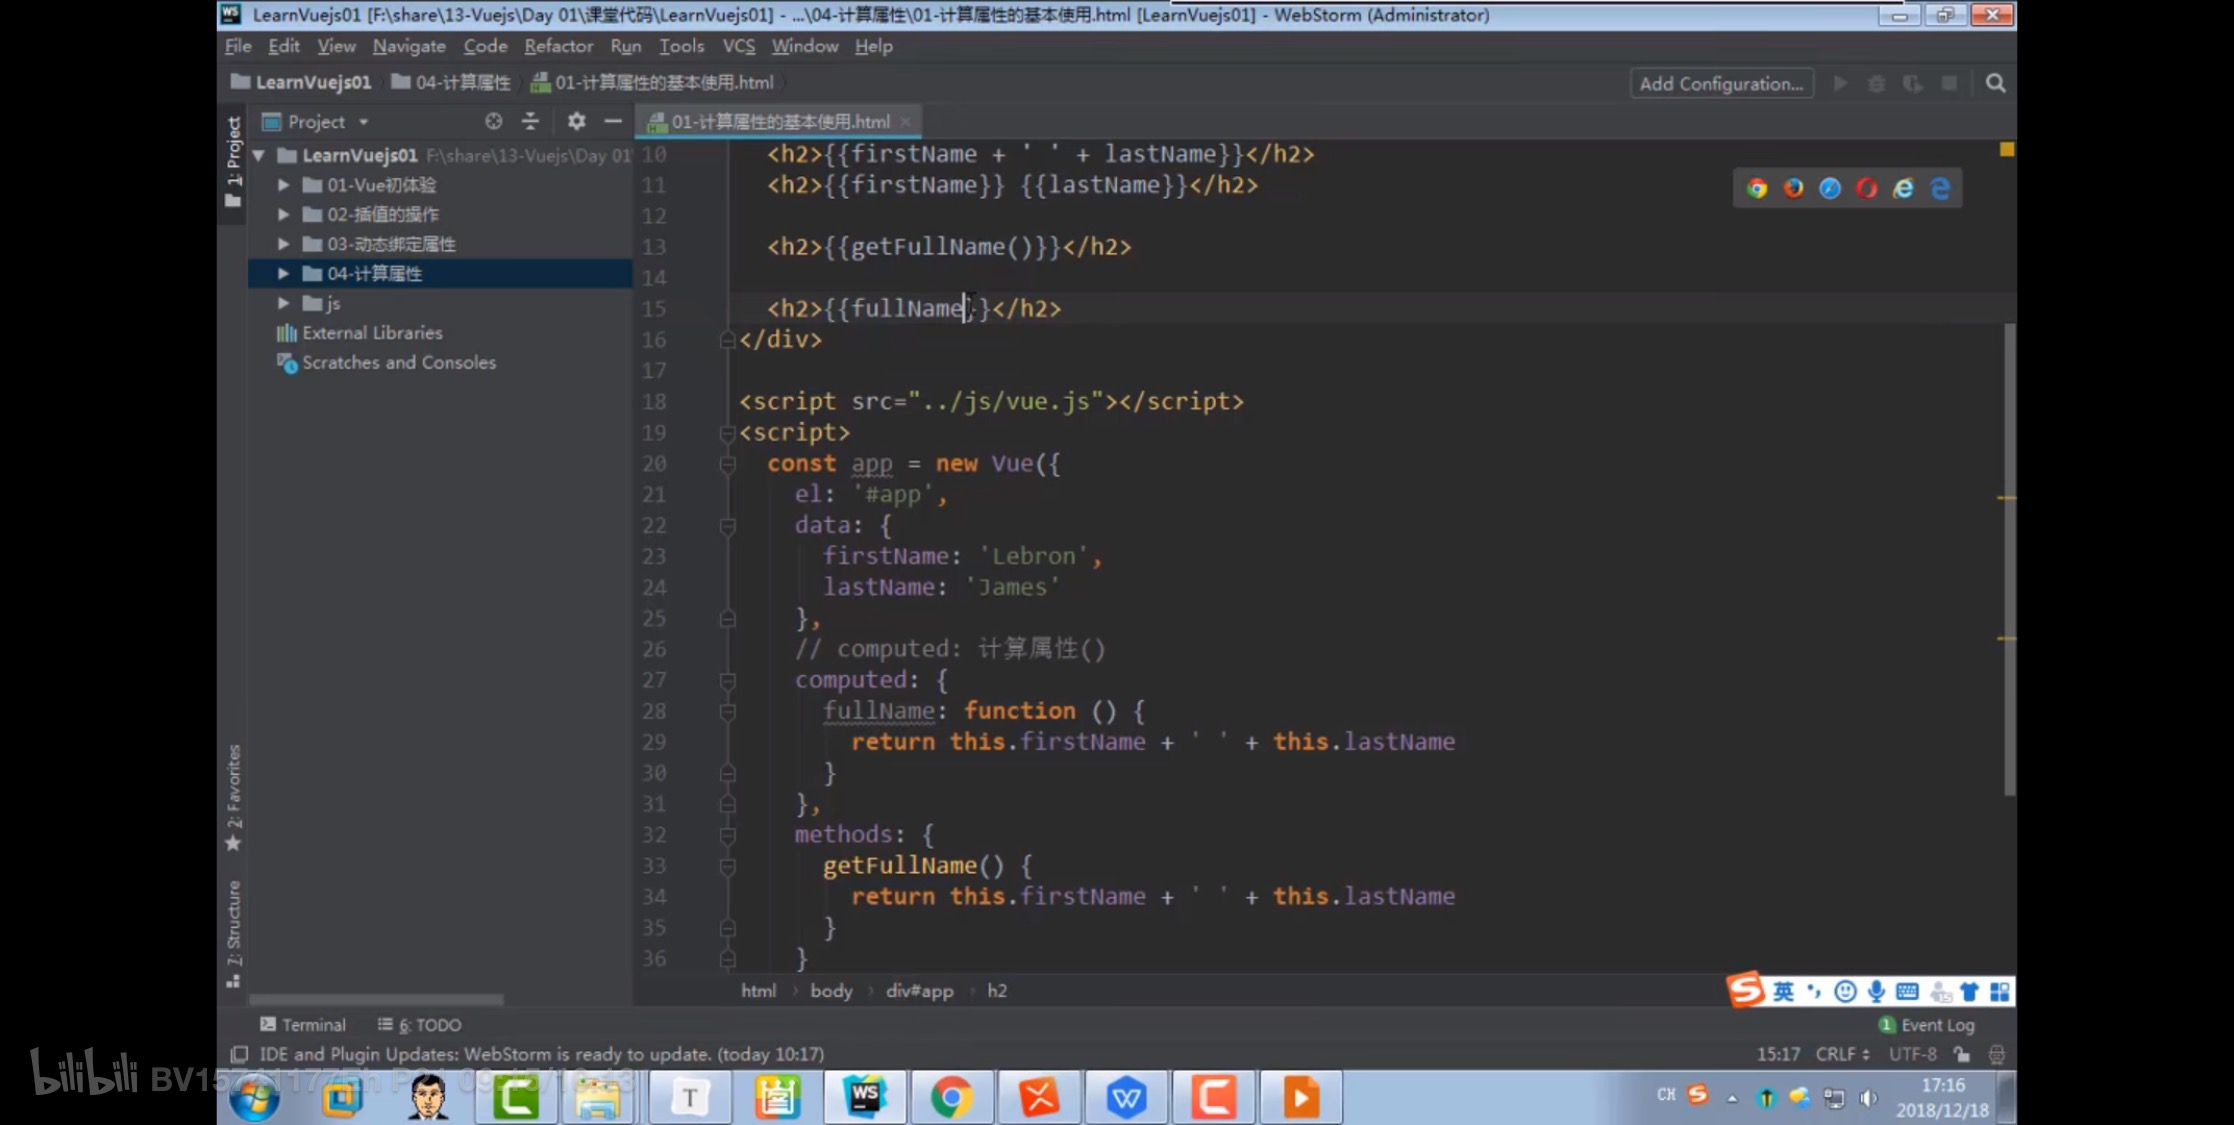 LearnVuejs01 [F:\share\13-Vuejs\Day 01\课堂代码\LearnVuejs01] - ...\04-计算属性\01-计算属性的基本使用.html [LearnVuejs01] - WebStorm (Administrator)
File Edit View Navigate Code Refactor Run Tools VCS Window Help
LearnVuejs01 04-计算属性 01-计算属性的基本使用.html Add Configuration...
1: Project
Project
01-计算属性的基本使用.html
LearnVuejs01 F:\share\13-Vuejs\Day 01
01-Vue初体验
02-插值的操作
03-动态绑定属性
04-计算属性
js
External Libraries
Scratches and Consoles
2: Favorites
7: Structure
10 <h2>{{firstName + ' ' + lastName}}</h2>
11 <h2>{{firstName}} {{lastName}}</h2>
12
13 <h2>{{getFullName()}}</h2>
14
15 <h2>{{fullName}}</h2>
16 </div>
17
18 <script src="../js/vue.js"></script>
19 <script>
20 const app = new Vue({
21 el: '#app',
22 data: {
23 firstName: 'Lebron',
24 lastName: 'James'
25 },
26 // computed: 计算属性()
27 computed: {
28 fullName: function () {
29 return this.firstName + ' ' + this.lastName
30 }
31 },
32 methods: {
33 getFullName() {
34 return this.firstName + ' ' + this.lastName
35 }
36 }
html body div#app h2
英
Terminal 6: TODO
1 Event Log
IDE and Plugin Updates: WebStorm is ready to update. (today 10:17)
15:17 CRLF UTF-8
bilibili
T WS
CH
17:16
2018/12/18